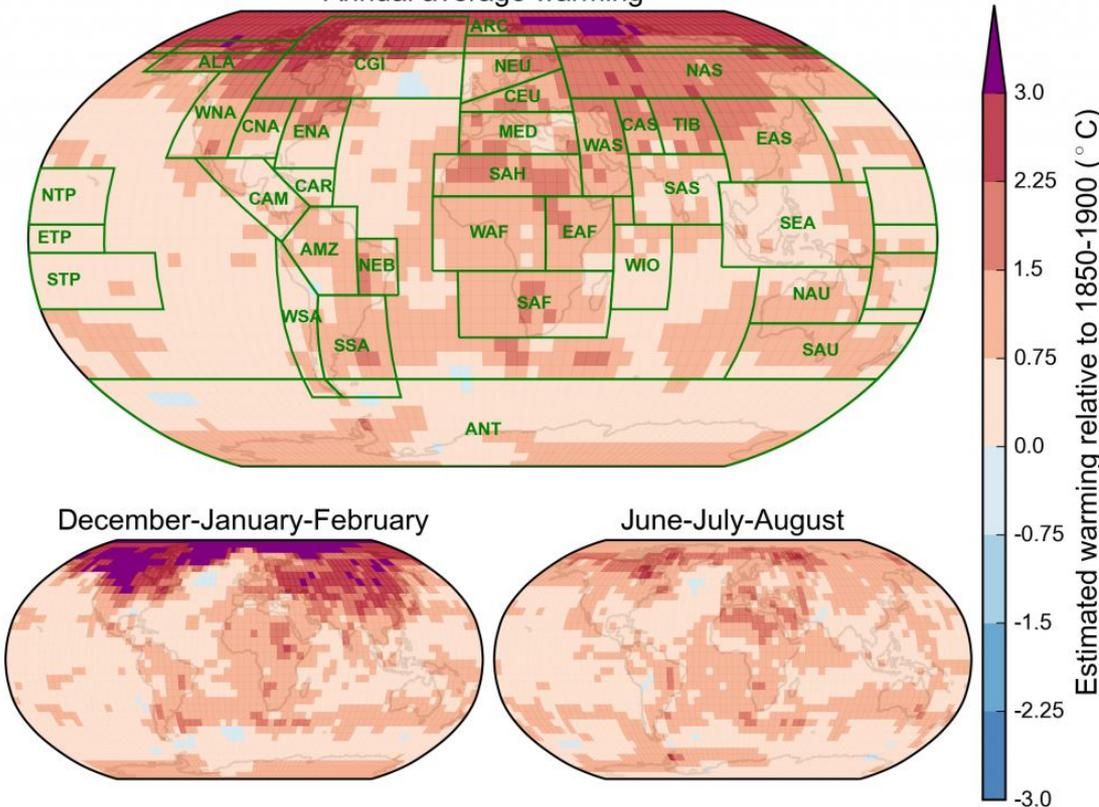 Annual average warming
ARC
ALA
CGI
NEU
NAS
CEU
WNA
CNA
ENA
MED
WAS
CAS
TIB
EAS
SAH
NTP
CAM
CAR
SAS
ETP
AMZ
WAF
EAF
SEA
STP
NEB
WIO
WSA
SAF
NAU
SSA
SAU
ANT
December-January-February
June-July-August
3.0
2.25
1.5
0.75
0.0
-0.75
-1.5
-2.25
-3.0
Estimated warming relative to 1850-1900 (°C)